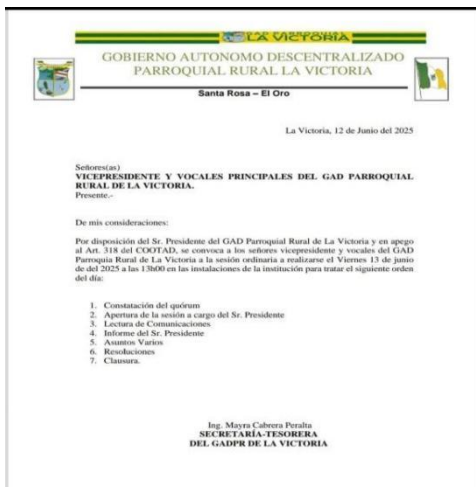 LA VICTORIA
GOBIERNO AUTONOMO DESCENTRALIZADO
PARROQUIAL RURAL LA VICTORIA
Santa Rosa – El Oro
La Victoria, 12 de Junio del 2025
Señores(as)
VICEPRESIDENTE Y VOCALES PRINCIPALES DEL GAD PARROQUIAL
RURAL DE LA VICTORIA.
Presente.-
De mis consideraciones:
Por disposición del Sr. Presidente del GAD Parroquial Rural de La Victoria y en apego
al Art. 318 del COOTAD, se convoca a los señores vicepresidente y vocales del GAD
Parroquia Rural de La Victoria a la sesión ordinaria a realizarse el Viernes 13 de junio
de del 2025 a las 13h00 en las instalaciones de la institución para tratar el siguiente orden
del día:
1. Constatación del quórum
2. Apertura de la sesión a cargo del Sr. Presidente
3. Lectura de Comunicaciones
4. Informe del Sr. Presidente
5. Asuntos Varios
6. Resoluciones
7. Clausura.
Ing. Mayra Cabrera Peralta
SECRETARÍA-TESORERA
DEL GADPR DE LA VICTORIA